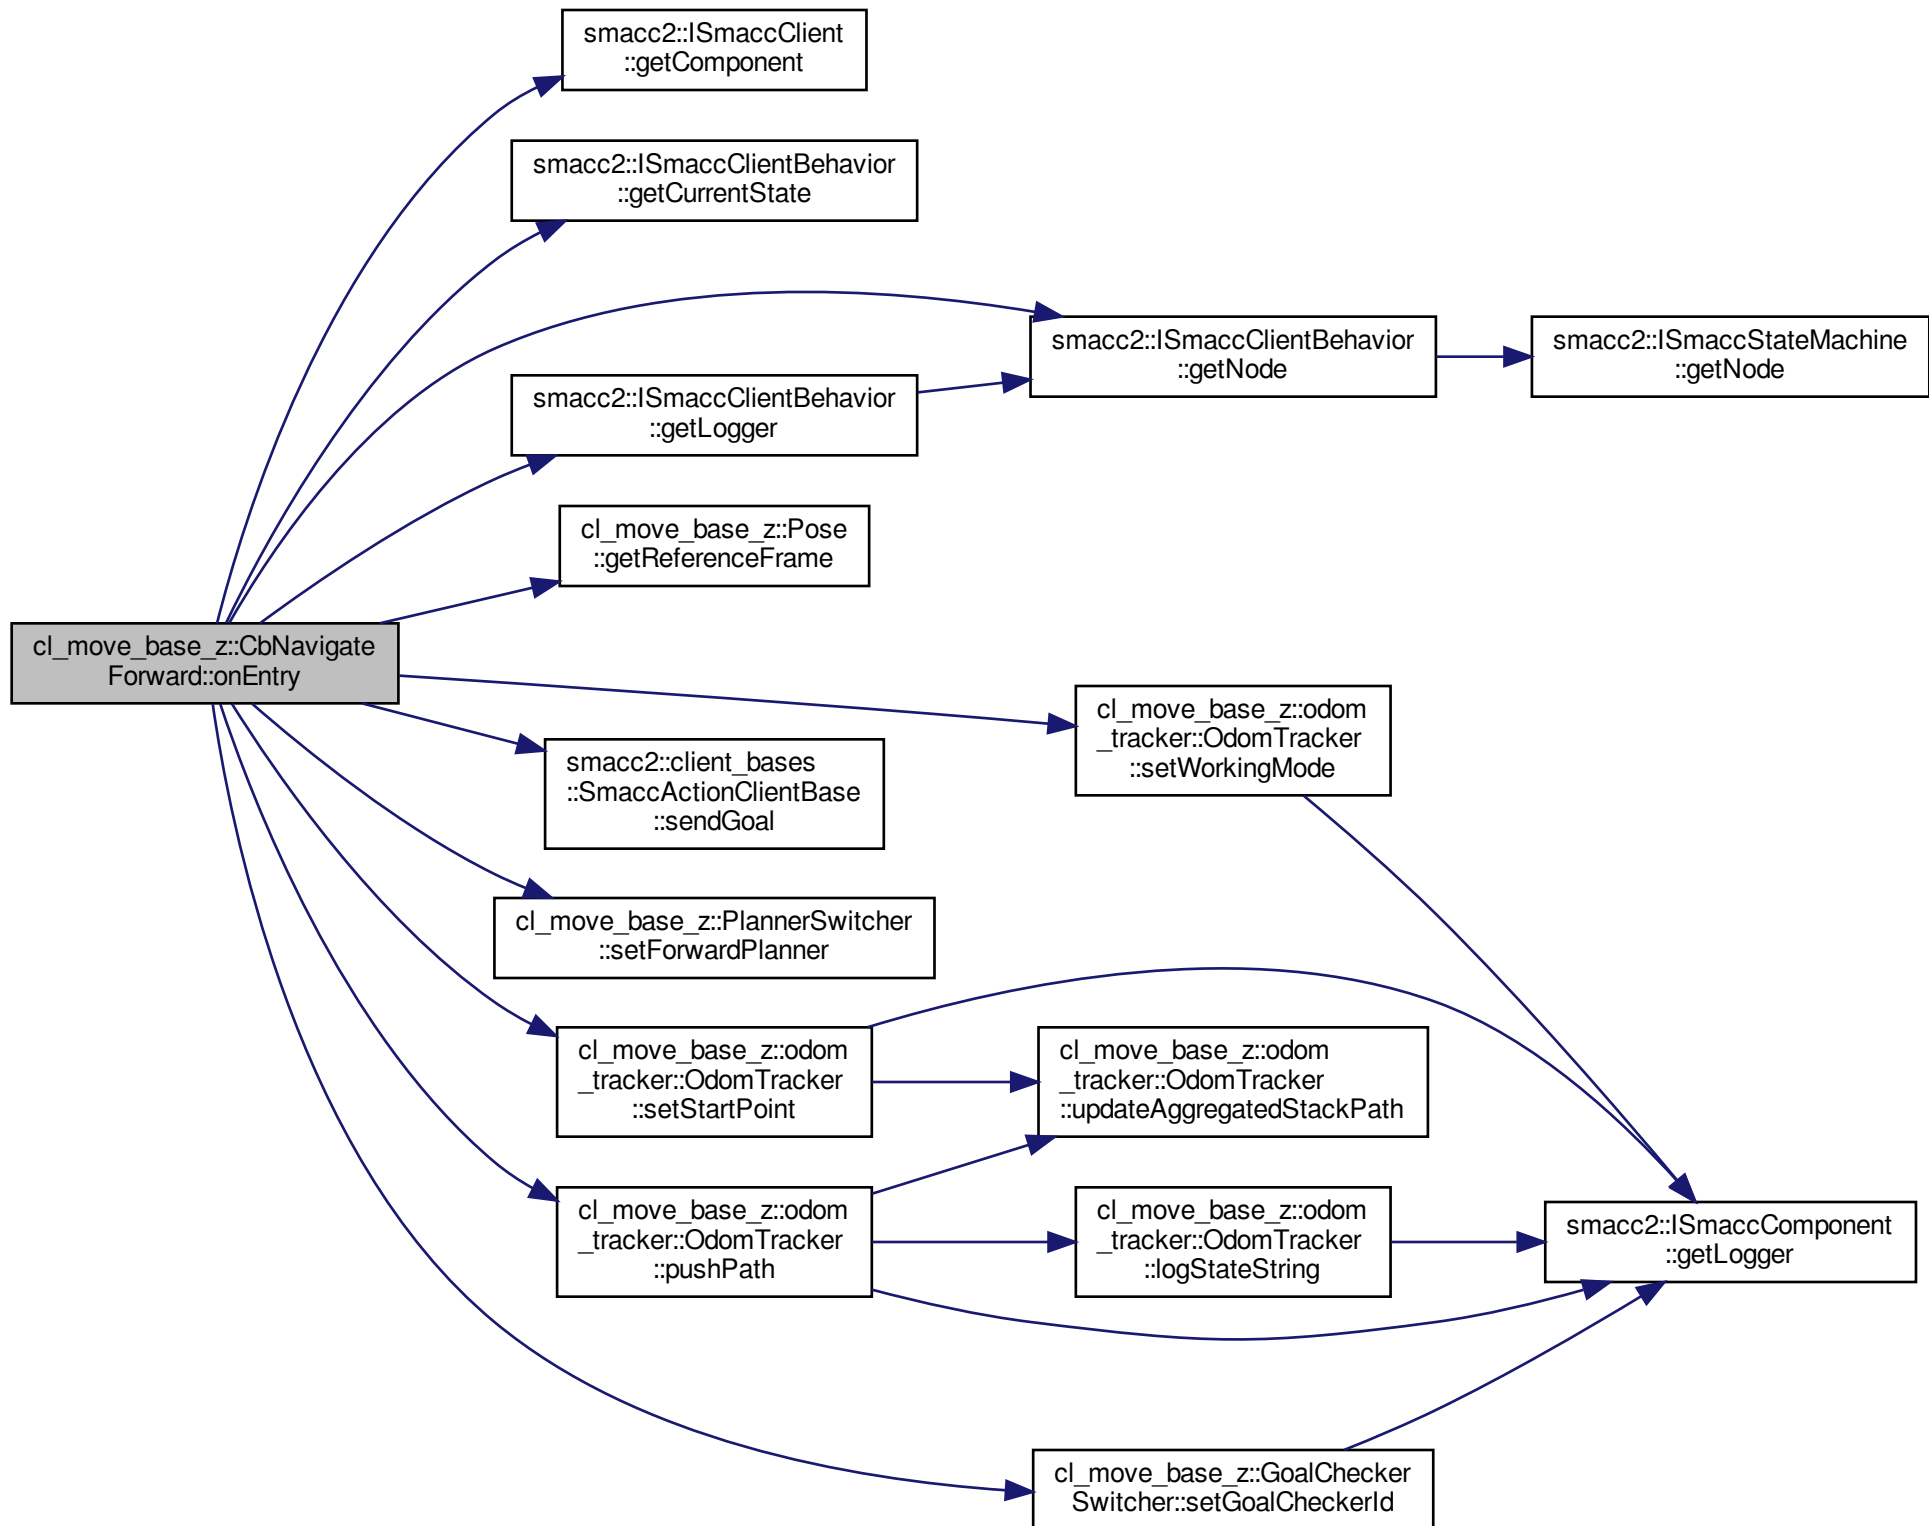 smacc2::ISmaccClient
::getComponent
smacc2::ISmaccClientBehavior
::getCurrentState
smacc2::ISmaccClientBehavior
::getNode
smacc2::ISmaccStateMachine
::getNode
smacc2::ISmaccClientBehavior
::getLogger
cl_move_base_z::Pose
::getReferenceFrame
cl_move_base_z::CbNavigate
Forward::onEntry
cl_move_base_z::odom
_tracker::OdomTracker
::setWorkingMode
smacc2::client_bases
::SmaccActionClientBase
::sendGoal
cl_move_base_z::PlannerSwitcher
::setForwardPlanner
cl_move_base_z::odom
_tracker::OdomTracker
::setStartPoint
cl_move_base_z::odom
_tracker::OdomTracker
::updateAggregatedStackPath
cl_move_base_z::odom
_tracker::OdomTracker
::pushPath
cl_move_base_z::odom
_tracker::OdomTracker
::logStateString
smacc2::ISmaccComponent
::getLogger
cl_move_base_z::GoalChecker
Switcher::setGoalCheckerId